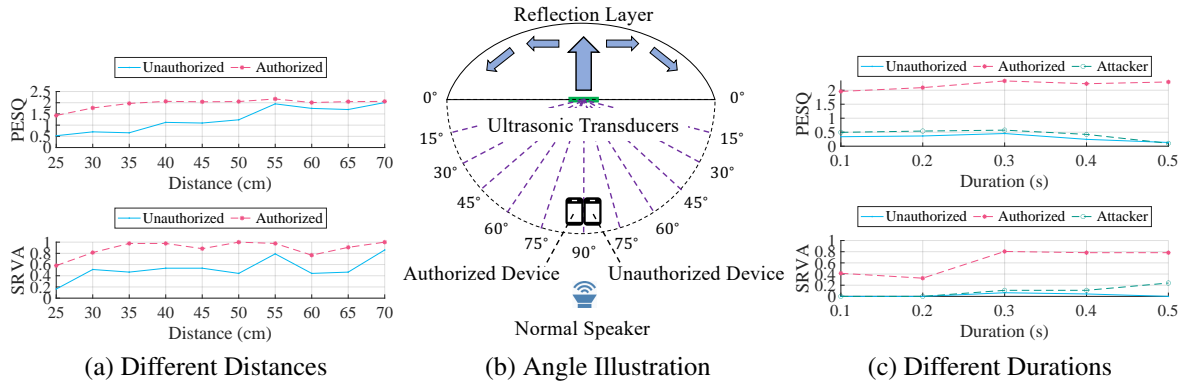 Unauthorized Authorized
2.5
2
1.5
1
0.5
0
PESQ
25 30 35 40 45 50 55 60 65 70
Distance (cm)
Unauthorized Authorized
1
0.8
0.6
0.4
0.2
0
SRVA
25 30 35 40 45 50 55 60 65 70
Distance (cm)
(a) Different Distances
Reflection Layer
0° 0°
Ultrasonic Transducers
15° 15°
30° 30°
45° 45°
60° 60°
75° 75°
90°
Authorized Device Unauthorized Device
Normal Speaker
(b) Angle Illustration
Unauthorized Authorized Attacker
2
1.5
1
0.5
0
PESQ
0.1 0.2 0.3 0.4 0.5
Duration (s)
Unauthorized Authorized Attacker
1
0.8
0.6
0.4
0.2
0
SRVA
0.1 0.2 0.3 0.4 0.5
Duration (s)
(c) Different Durations